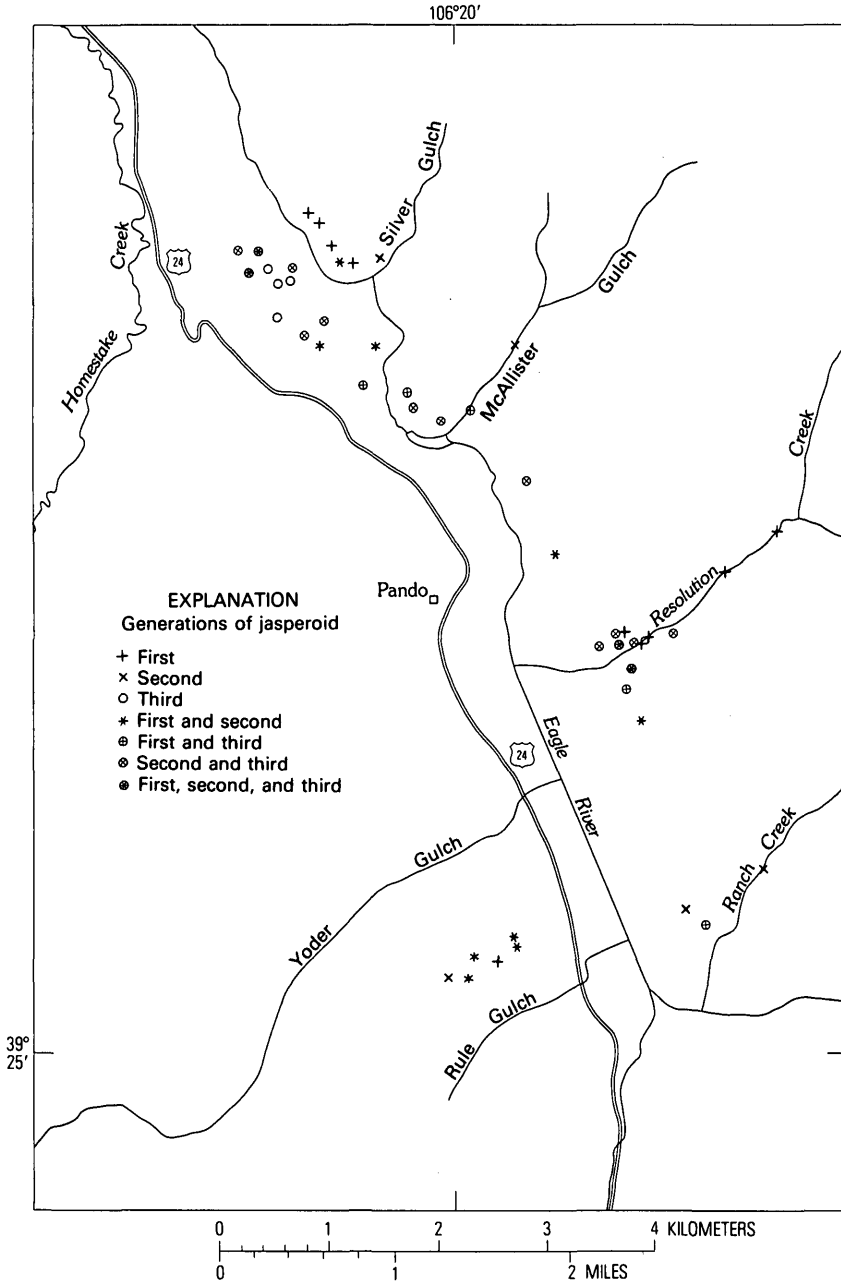 106°20'
Gulch
Silver
Creek
24
Gulch
Homestake
McAllister
Creek
Resolution
Pando
EXPLANATION
Generations of jasperoid
+ First
× Second
○ Third
* First and second
⊕ First and third
⊗ Second and third
⊛ First, second, and third
Eagle
24
River
Gulch
Creek
Ranch
Yoder
Gulch
Rule
39°
25'
0 1 2 3 4 KILOMETERS
0 1 2 MILES